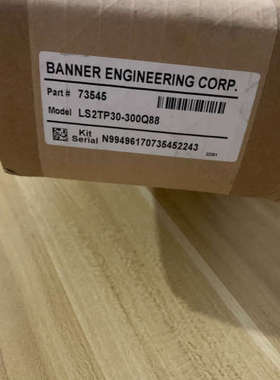 BANNER ENGINEERING CORP.
Part # 73545
Model LS2TP30-300Q88
Kit
Serial N99496170735452243